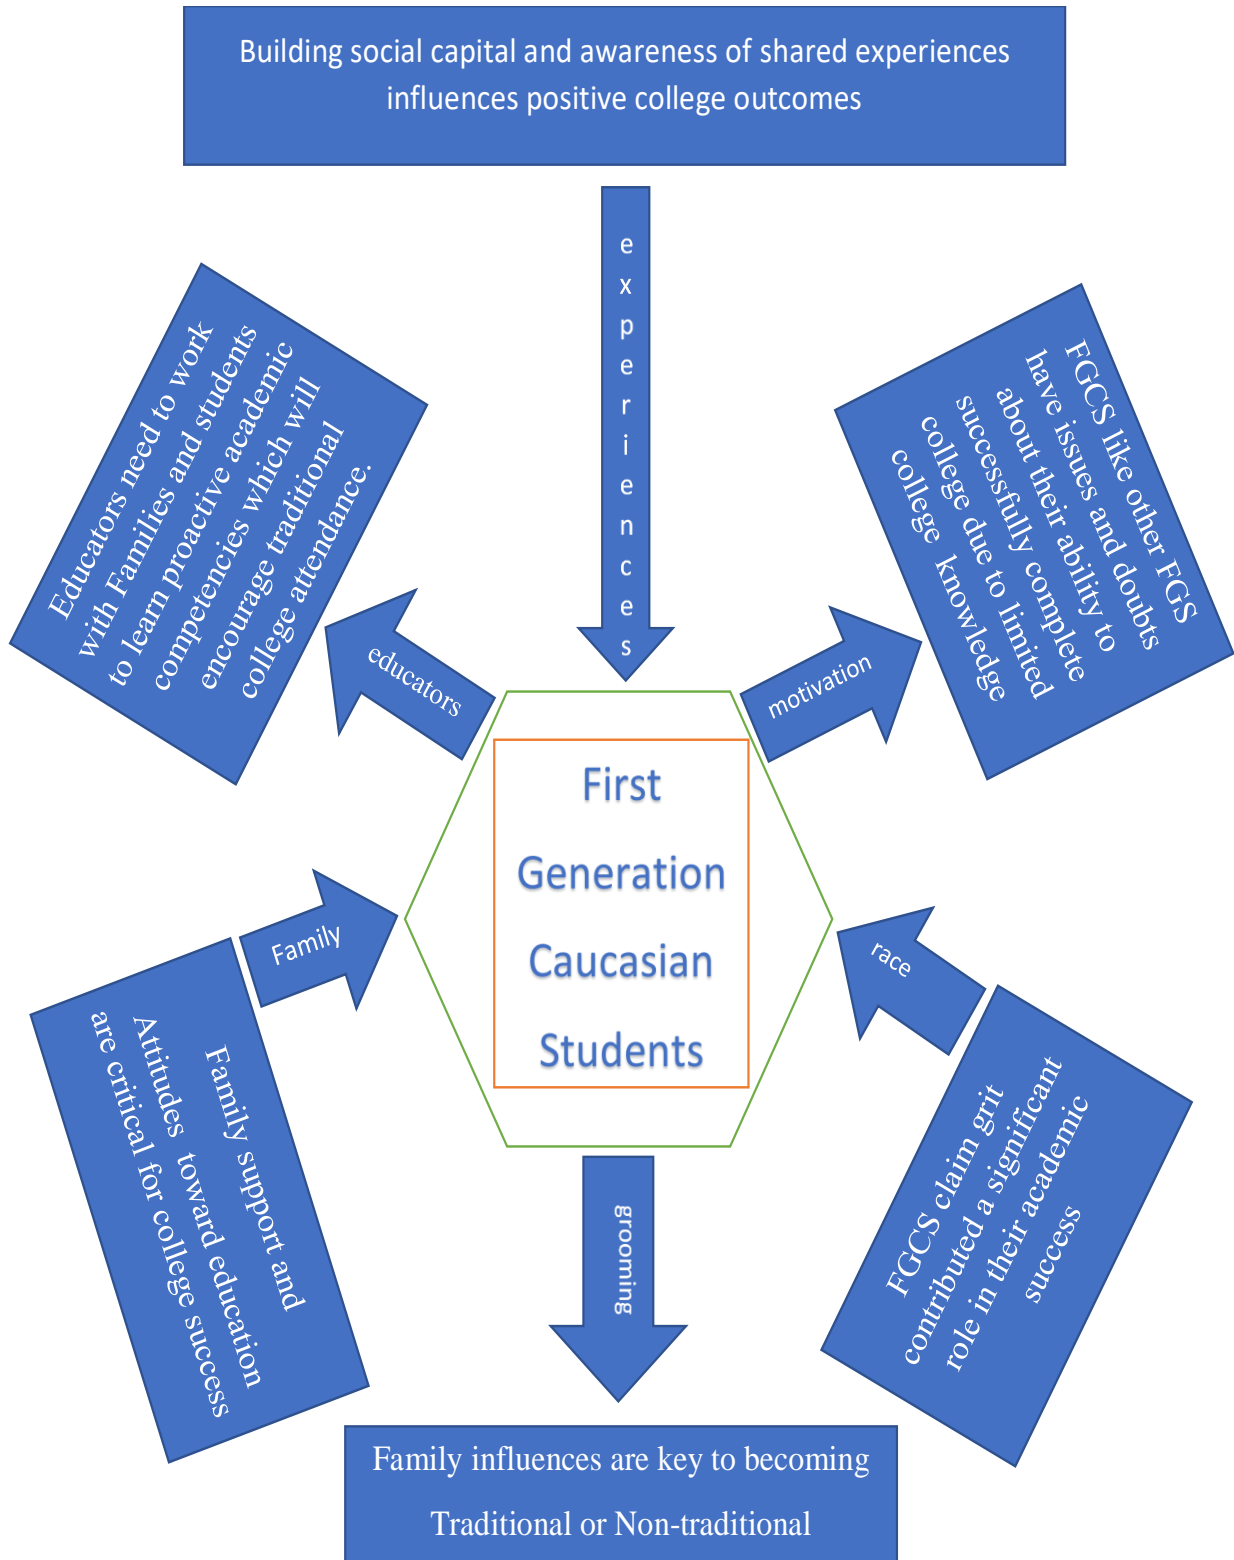 Building social capital and awareness of shared experiences
influences positive college outcomes
experiences
Educators need to work
with Families and students
to learn proactive academic
competencies which will
encourage traditional
college attendance.
educators
FGCS like other FGS
have issues and doubts
about their ability to
successfully complete
college due to limited
college knowledge
motivation
First
Generation
Caucasian
Students
Family
Family support and
Attitudes toward education
are critical for college success
race
FGCS claim grit
contributed a significant
role in their academic
success
grooming
Family influences are key to becoming
Traditional or Non-traditional